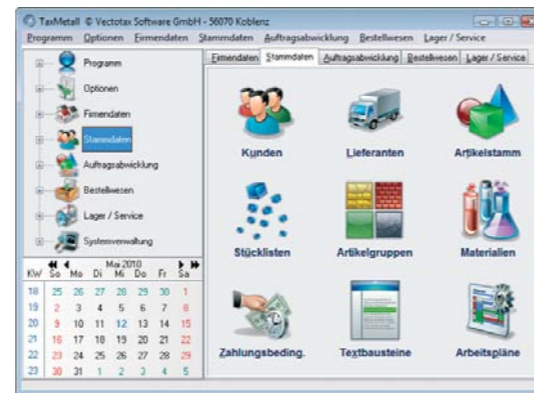 TaxMetall © Vectotax Software GmbH - 56070 Koblenz
Programm Optionen Firmendaten Stammdaten Auftragsabwicklung Bestellwesen Lager / Service
Programm
Optionen
Firmendaten
Stammdaten
Auftragsabwicklung
Bestellwesen
Lager / Service
Systemverwaltung
Mai 2010
KW So Mo Di Mi Do Fr Sa
18 25 26 27 28 29 30 1
19 2 3 4 5 6 7 8
20 9 10 11 12 13 14 15
21 16 17 18 19 20 21 22
22 23 24 25 26 27 28 29
23 30 31 1 2 3 4 5
Firmendaten Stammdaten Auftragsabwicklung Bestellwesen Lager / Service
Kunden Lieferanten Artikelstamm
Stücklisten Artikelgruppen Materialien
Zahlungsbeding. Textbausteine Arbeitspläne